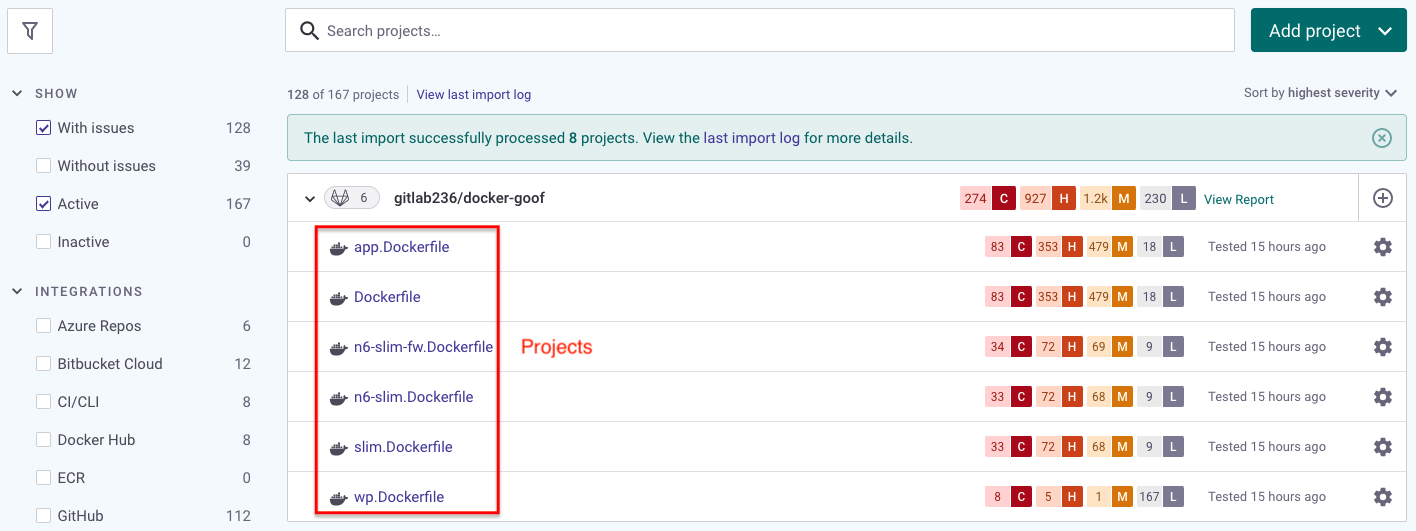 Search projects...
Add project
SHOW
With issues 128
Without issues 39
Active 167
Inactive 0
INTEGRATIONS
Azure Repos 6
Bitbucket Cloud 12
CI/CLI 8
Docker Hub 8
ECR 0
GitHub 112
128 of 167 projects View last import log
Sort by highest severity
The last import successfully processed 8 projects. View the last import log for more details.
6 gitlab236/docker-goof 274 C 927 H 1.2k M 230 L View Report
app.Dockerfile 83 C 353 H 479 M 18 L Tested 15 hours ago
Dockerfile 83 C 353 H 479 M 18 L Tested 15 hours ago
n6-slim-fw.Dockerfile Projects 34 C 72 H 69 M 9 L Tested 15 hours ago
n6-slim.Dockerfile 33 C 72 H 68 M 9 L Tested 15 hours ago
slim.Dockerfile 33 C 72 H 68 M 9 L Tested 15 hours ago
wp.Dockerfile 8 C 5 H 1 M 167 L Tested 15 hours ago